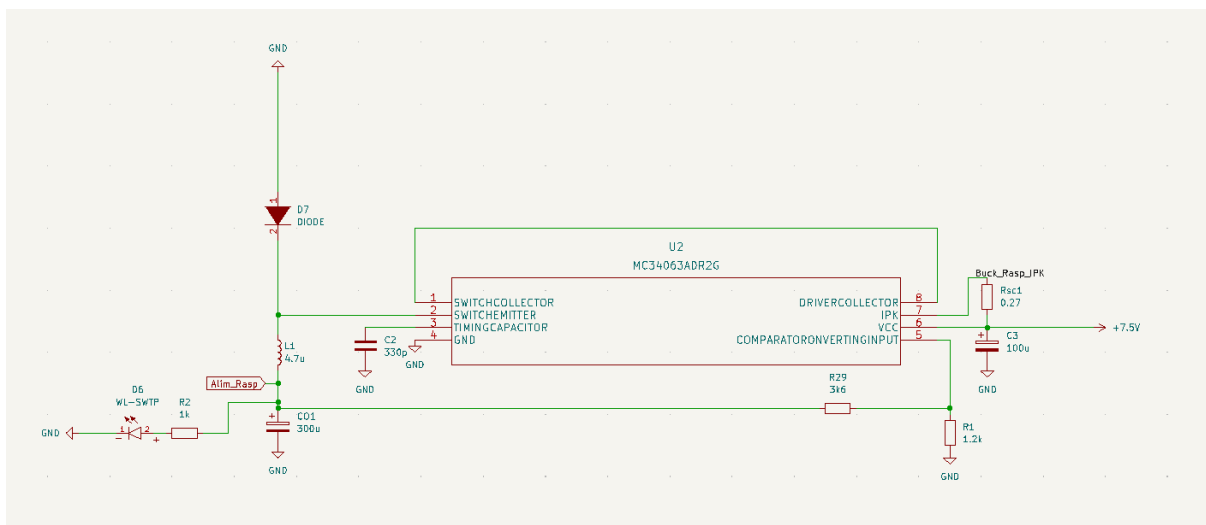 GND
1
D7
DIODE
2
U2
MC34063ADR2G
Buck_Rasp_IPK
1
SWITCHCOLLECTOR
DRIVERCOLLECTOR
8
Rsc1
0.27
2
SWITCHEMITTER
IPK
7
3
TIMINGCAPACITOR
VCC
6
+7.5V
4
GND
COMPARATORONVERTINGINPUT
5
+
C3
100u
C2
330p
GND
L1
4.7u
GND
GND
Alim_Rasp
R29
3k6
D6
WL-SWTP
R2
1k
GND
1
2
-
+
+
CO1
300u
R1
1.2k
GND
GND